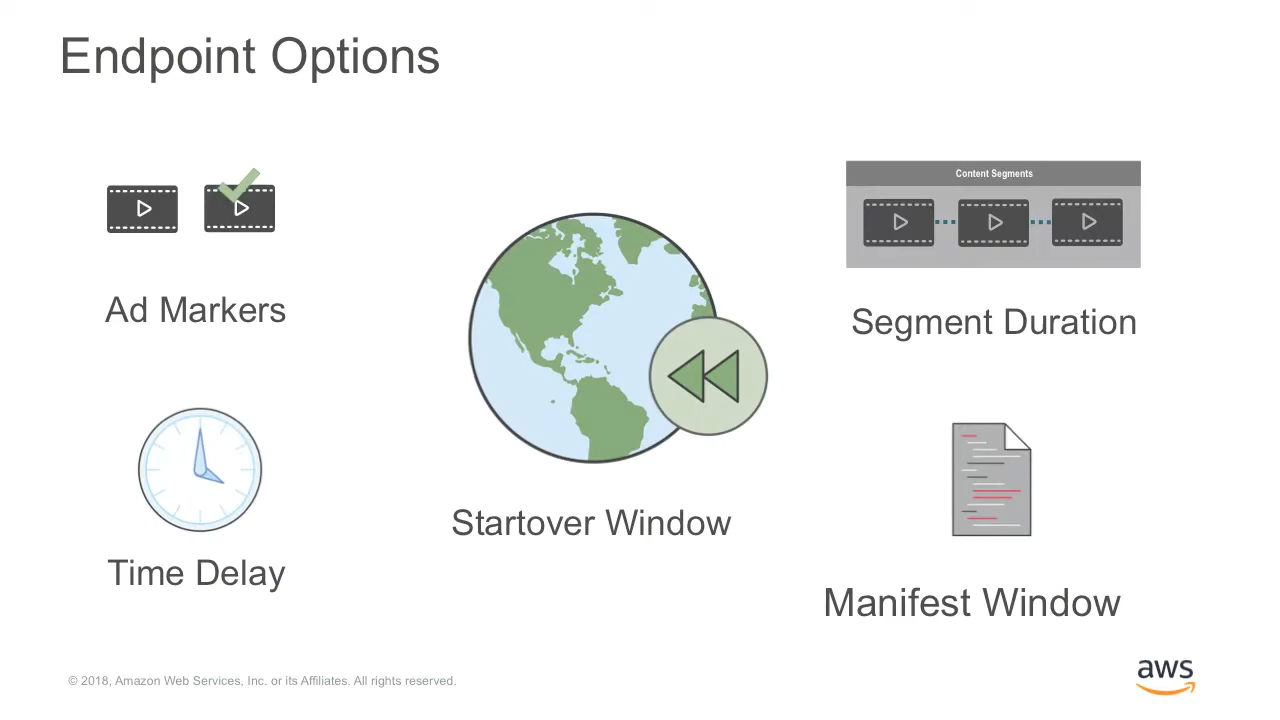 Endpoint Options
Content Segments
Ad Markers
Segment Duration
Startover Window
Time Delay
Manifest Window
© 2018, Amazon Web Services, Inc. or its Affiliates. All rights reserved.
aws